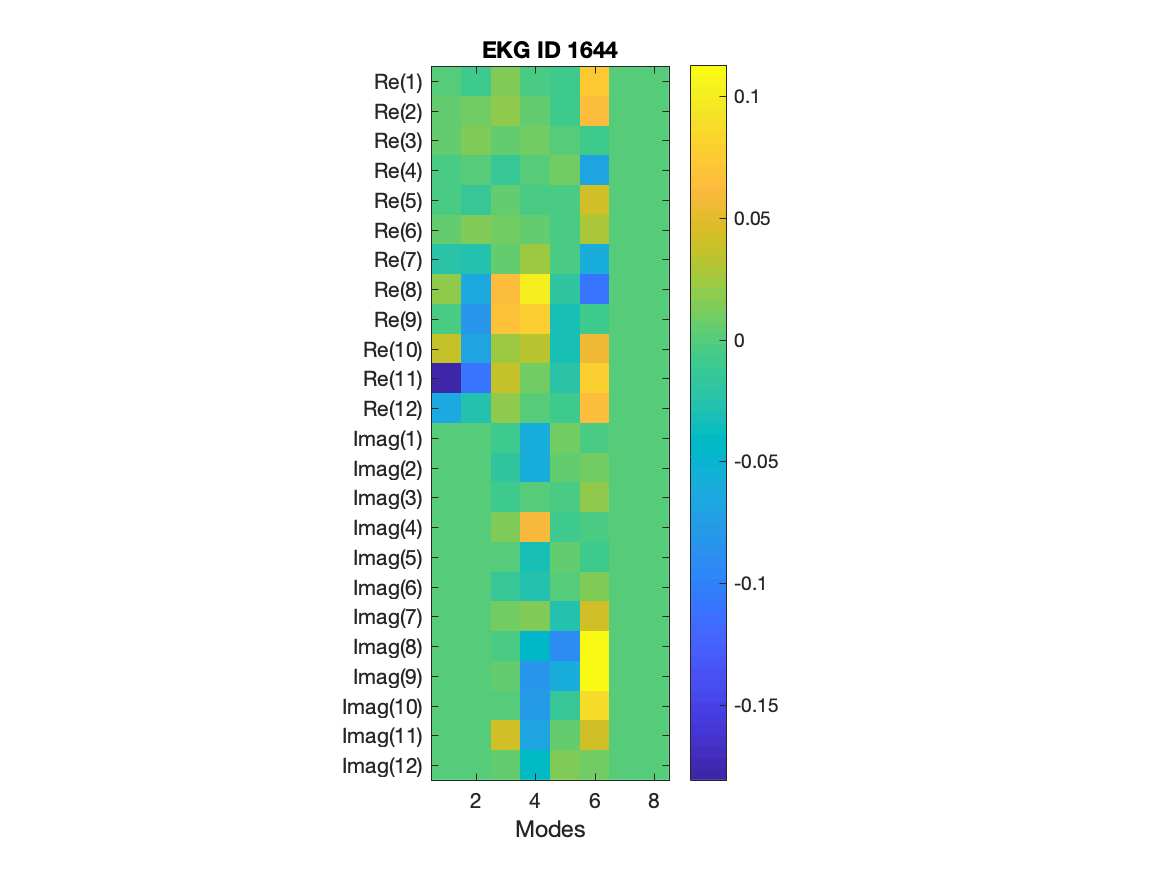 EKG ID 1644
Re(1)
Re(2)
Re(3)
Re(4)
Re(5)
Re(6)
Re(7)
Re(8)
Re(9)
Re(10)
Re(11)
Re(12)
Imag(1)
Imag(2)
Imag(3)
Imag(4)
Imag(5)
Imag(6)
Imag(7)
Imag(8)
Imag(9)
Imag(10)
Imag(11)
Imag(12)
2 4 6 8
Modes
0.1
0.05
0
-0.05
-0.1
-0.15